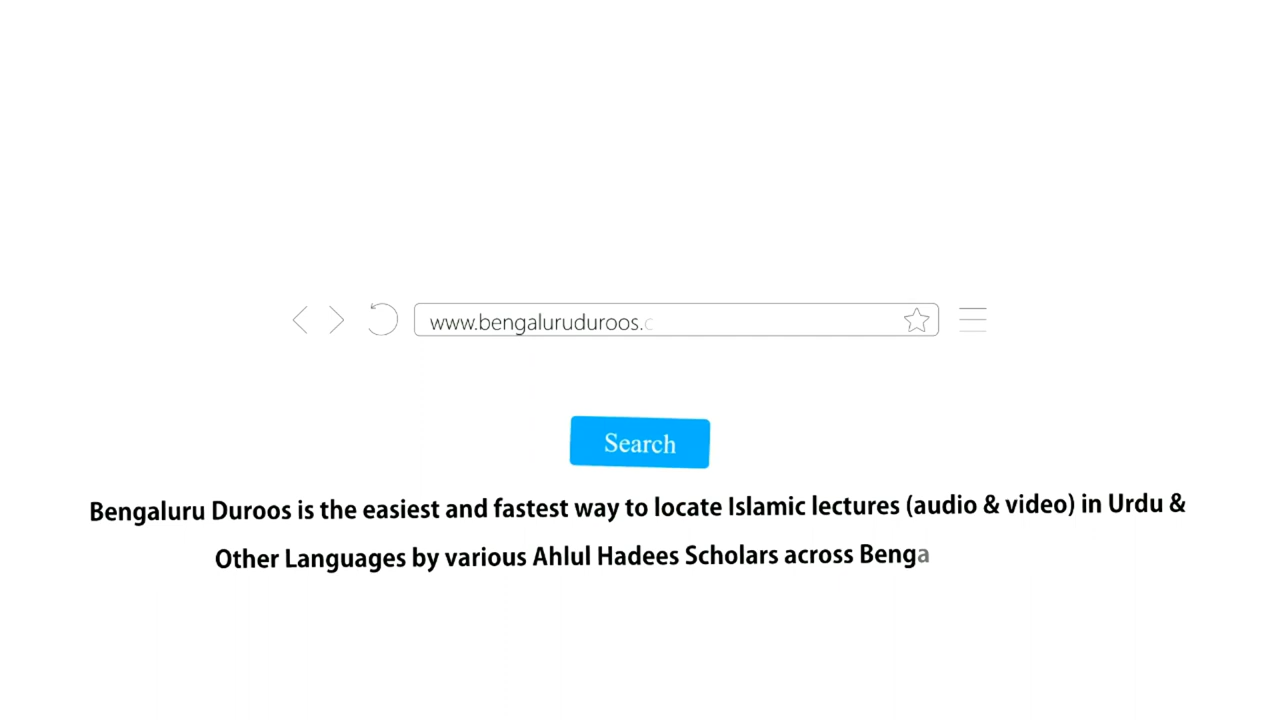 www.bengaluruduroos.c
Search
Bengaluru Duroos is the easiest and fastest way to locate Islamic lectures (audio & video) in Urdu &
Other Languages by various Ahlul Hadees Scholars across Benga